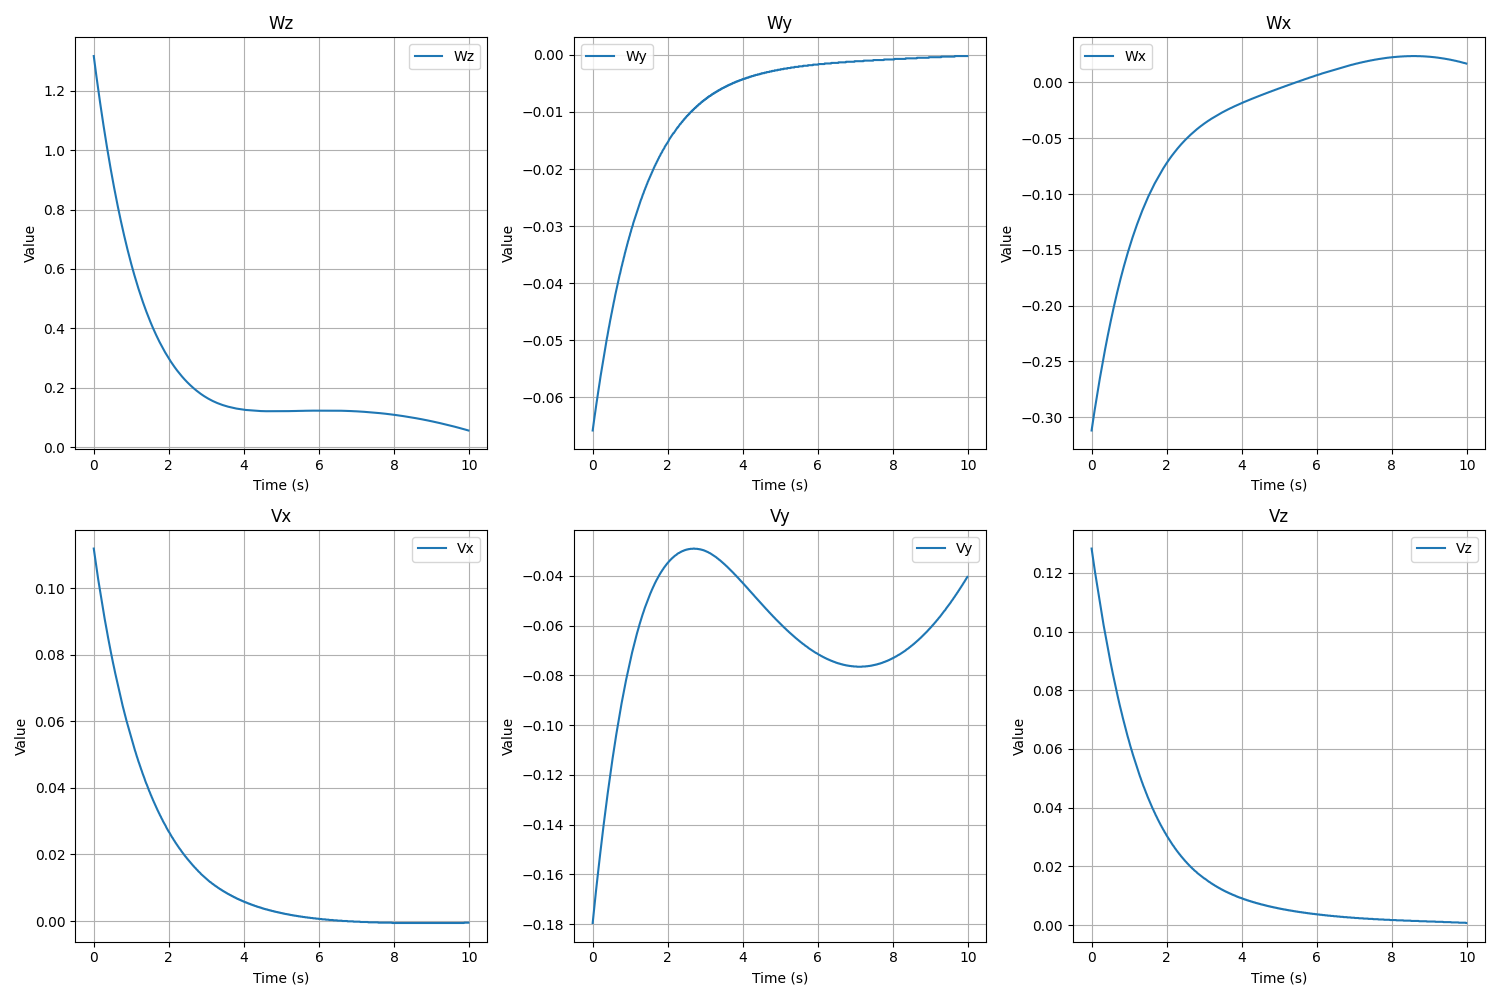 Wz
Wz
Value
1.2
1.0
0.8
0.6
0.4
0.2
0.0
0 2 4 6 8 10
Time (s)
Wy
Wy
Value
0.00
−0.01
−0.02
−0.03
−0.04
−0.05
−0.06
0 2 4 6 8 10
Time (s)
Wx
Wx
Value
0.00
−0.05
−0.10
−0.15
−0.20
−0.25
−0.30
0 2 4 6 8 10
Time (s)
Vx
Vx
Value
0.10
0.08
0.06
0.04
0.02
0.00
0 2 4 6 8 10
Time (s)
Vy
Vy
Value
−0.04
−0.06
−0.08
−0.10
−0.12
−0.14
−0.16
−0.18
0 2 4 6 8 10
Time (s)
Vz
Vz
Value
0.12
0.10
0.08
0.06
0.04
0.02
0.00
0 2 4 6 8 10
Time (s)